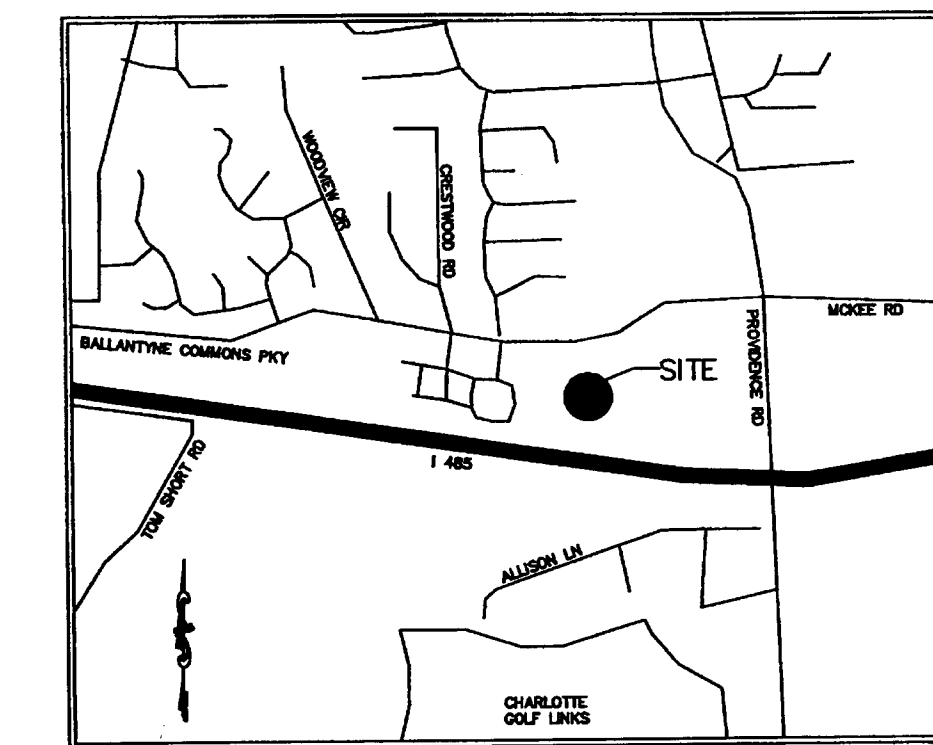 WOODVIEW CIR
CRESTWOOD RD
MCKEE RD
PROVIDENCE RD
BALLANTYNE COMMONS PKY
SITE
I 485
TOM SHORT RD
ALLISON LN
CHARLOTTE
GOLF LINKS